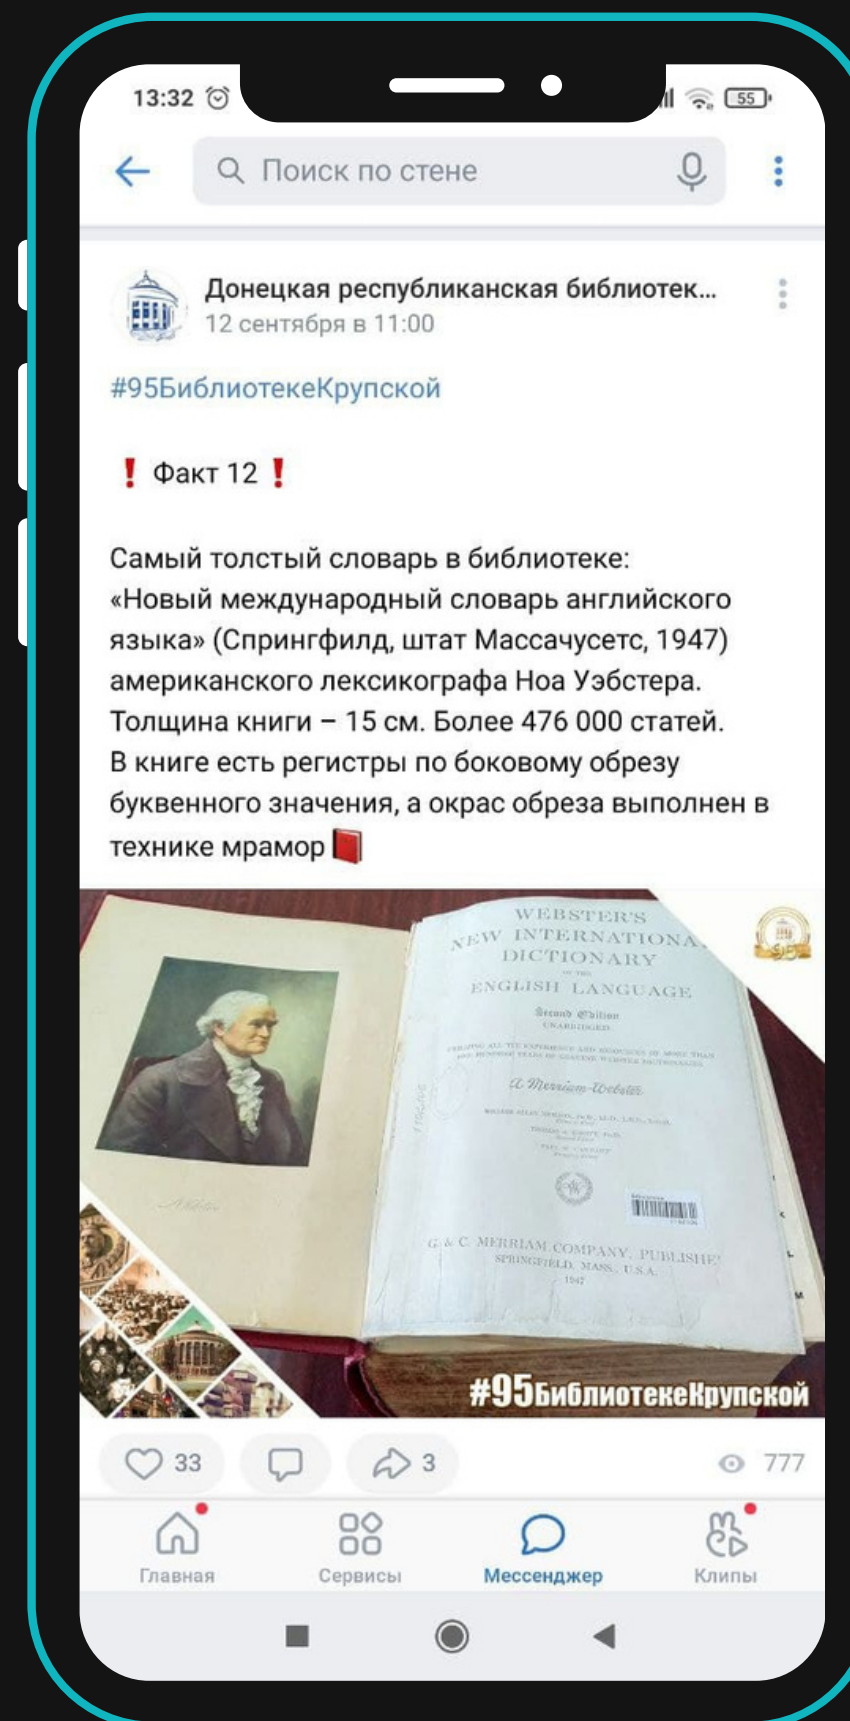 13:32
55
Поиск по стене
Донецкая республиканская библиотек...
12 сентября в 11:00
#95БиблиотекеКрупской
❗ Факт 12 ❗
Самый толстый словарь в библиотеке:
«Новый международный словарь английского
языка» (Спрингфилд, штат Массачусетс, 1947)
американского лексикографа Ноа Уэбстера.
Толщина книги – 15 см. Более 476 000 статей.
В книге есть регистры по боковому обрезу
буквенного значения, а окрас обреза выполнен в
технике мрамор
WEBSTER'S
NEW INTERNATIONA
DICTIONARY
OF THE
ENGLISH LANGUAGE
Second Edition
UNABRIDGED
A Merriam-Webster
G. & C. MERRIAM COMPANY, PUBLISHE
SPRINGFIELD, MASS., U.S.A.
1947
L
M
95
#95БиблиотекеКрупской
33
3
777
Главная
Сервисы
Мессенджер
Клипы